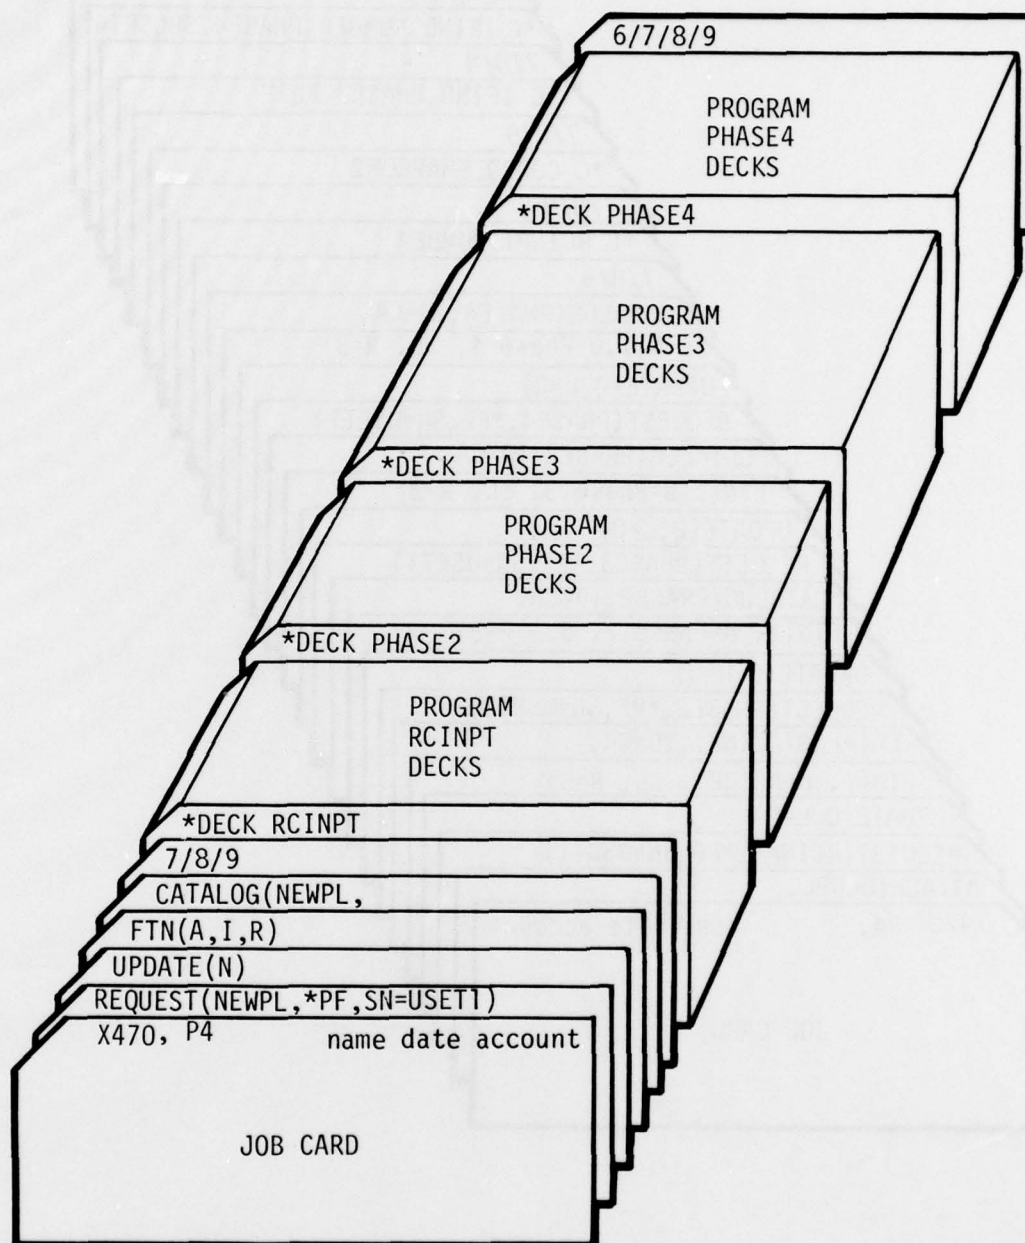 6/7/8/9
PROGRAM
PHASE4
DECKS
*DECK PHASE4
PROGRAM
PHASE3
DECKS
*DECK PHASE3
PROGRAM
PHASE2
DECKS
*DECK PHASE2
PROGRAM
RCINPT
DECKS
*DECK RCINPT
7/8/9
CATALOG(NEWPL,
FTN(A,I,R)
UPDATE(N)
REQUEST(NEWPL,*PF,SN=USET1)
X470, P4 name date account
JOB CARD